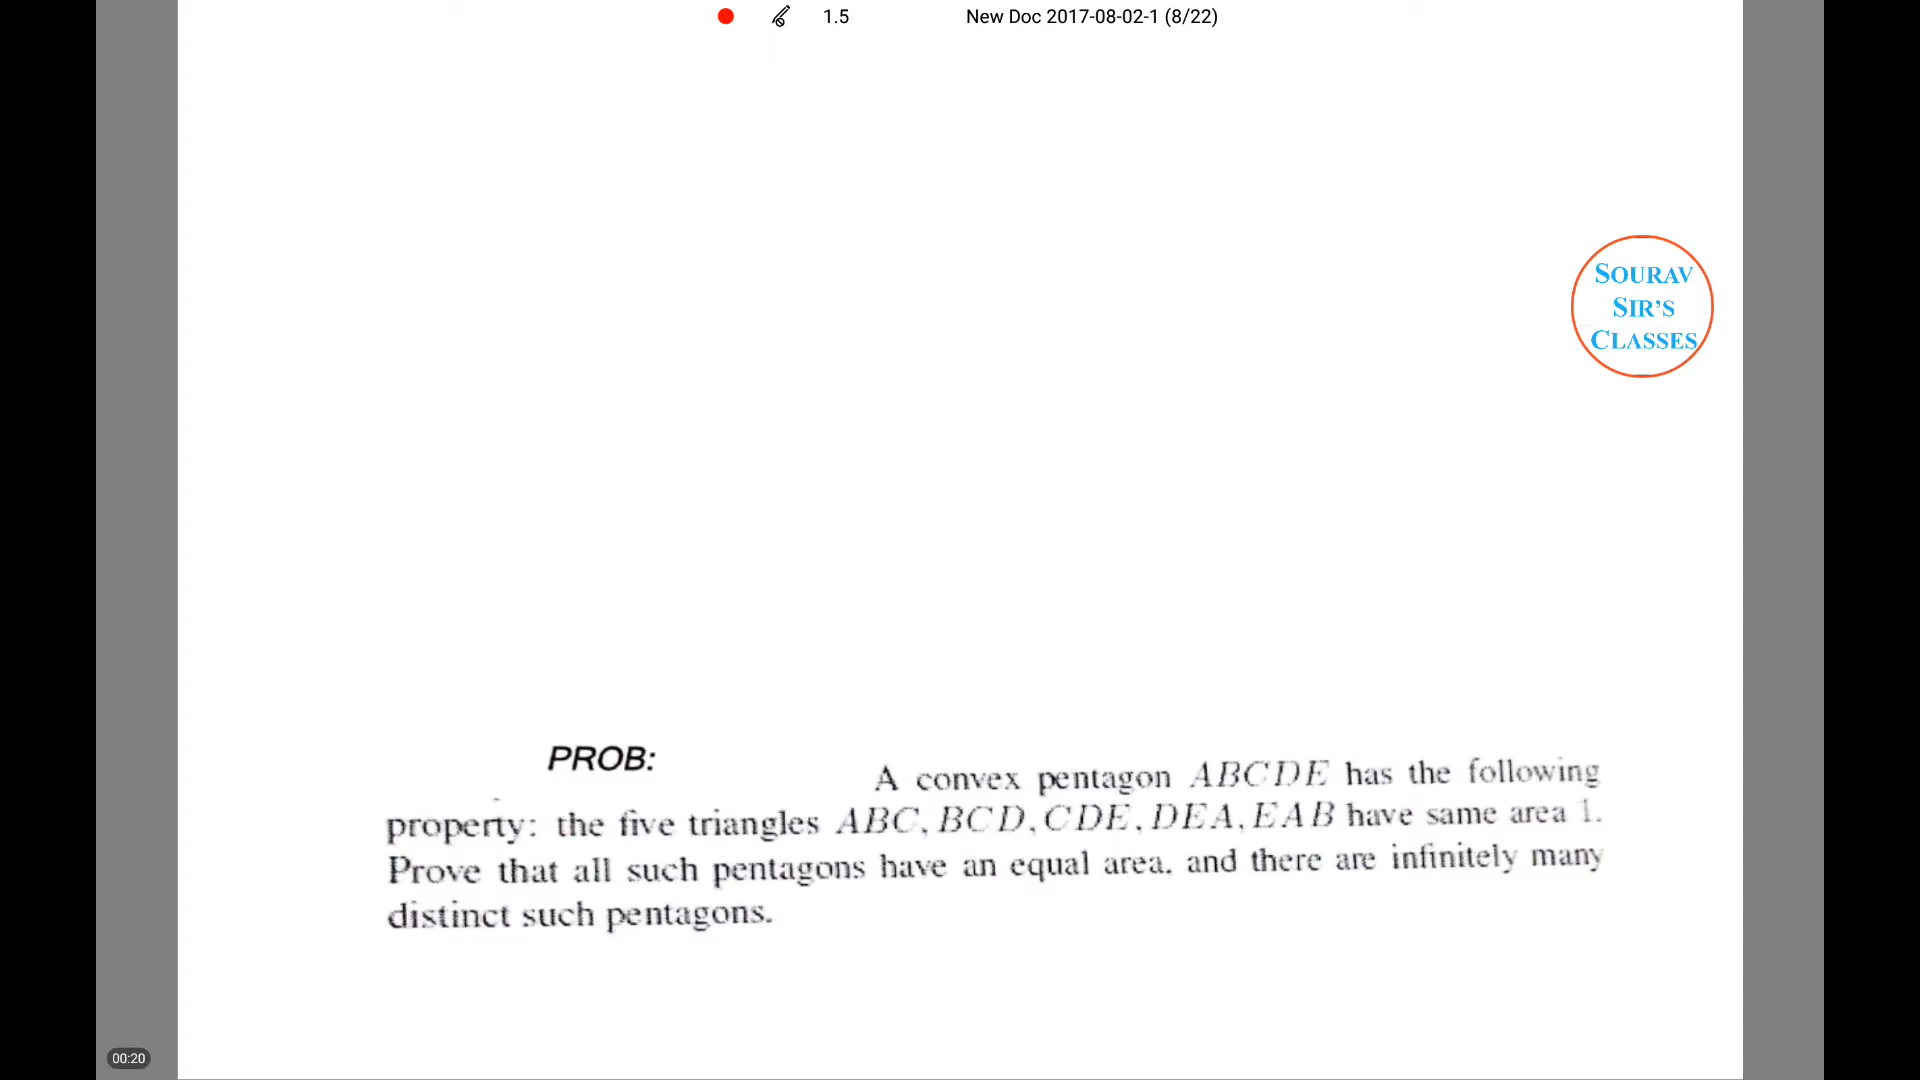 1.5 New Doc 2017-08-02-1 (8/22)
SOURAV
SIR'S
CLASSES
PROB:
A convex pentagon ABCDE has the following
property: the five triangles ABC, BCD, CDE, DEA, EAB have same area 1.
Prove that all such pentagons have an equal area, and there are infinitely many
distinct such pentagons.
00:20